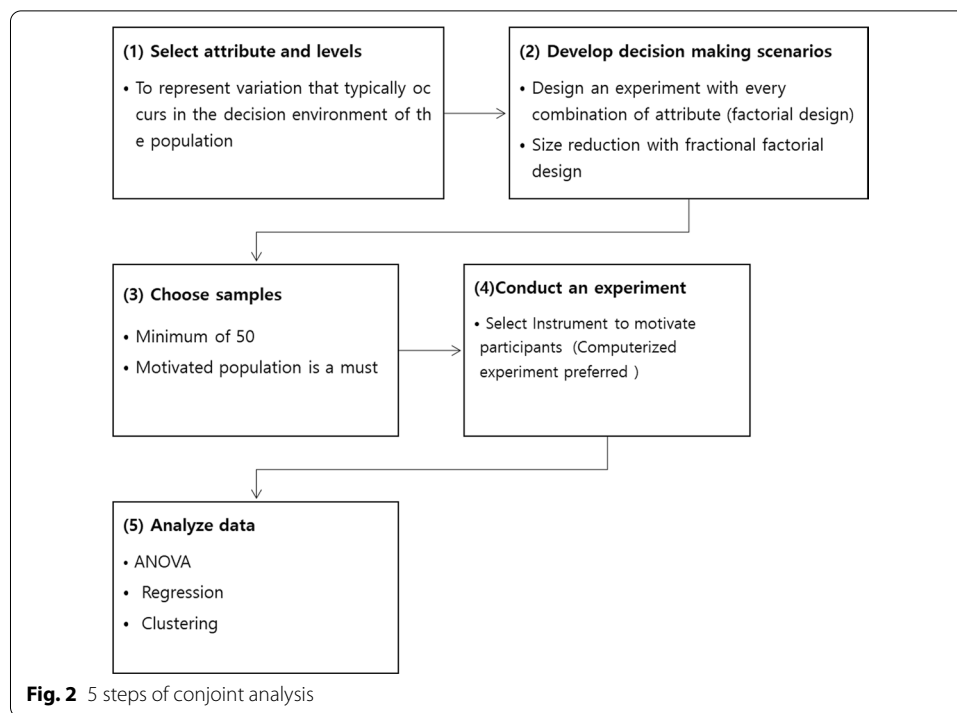 (1) Select attribute and levels
• To represent variation that typically oc
curs in the decision environment of th
e population
(2) Develop decision making scenarios
• Design an experiment with every
combination of attribute (factorial design)
• Size reduction with fractional factorial
design
(3) Choose samples
• Minimum of 50
• Motivated population is a must
(4)Conduct an experiment
• Select Instrument to motivate
participants (Computerized
experiment preferred )
(5) Analyze data
• ANOVA
• Regression
• Clustering
Fig. 2 5 steps of conjoint analysis